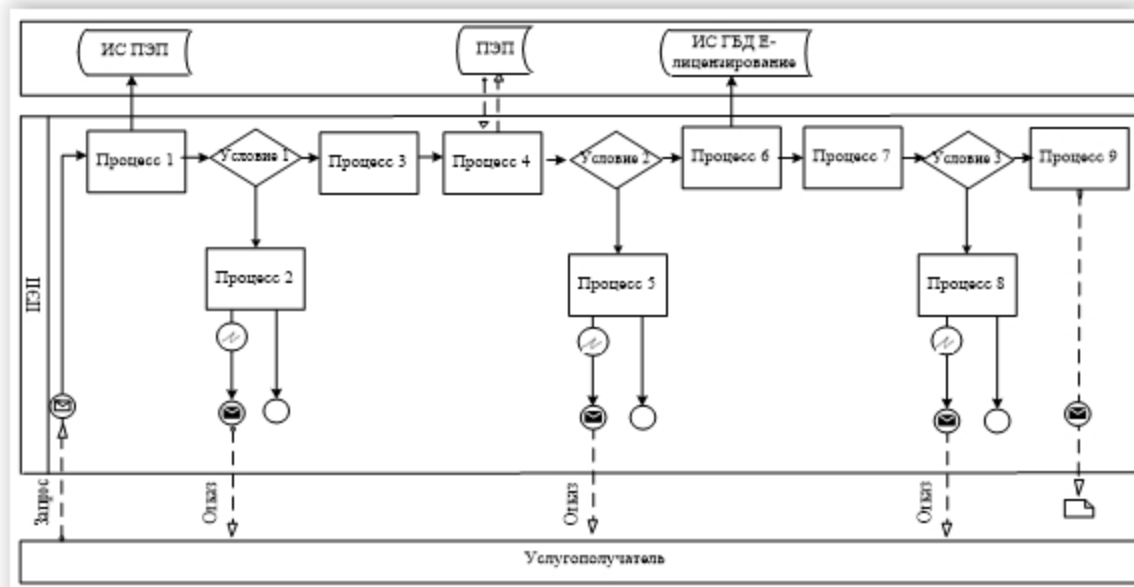 ИС ПЭП
ПЭП
ИС ГБД Е-
лицензирование
Процесс 1
Условие 1
Процесс 3
Процесс 4
Условие 2
Процесс 6
Процесс 7
Условие 3
Процесс 9
Процесс 2
Процесс 5
Процесс 8
ПЭП
Запрос
Отказ
Отказ
Отказ
Услугополучатель